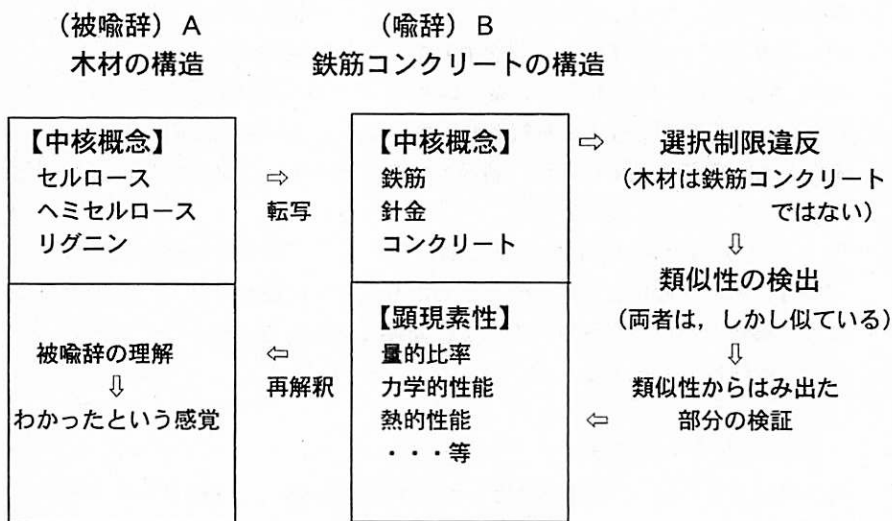 （被喩辞）A
木材の構造
（喩辞）B
鉄筋コンクリートの構造
【中核概念】
セルロース
ヘミセルロース
リグニン
⇨
転写
【中核概念】
鉄筋
針金
コンクリート
⇨
選択制限違反
（木材は鉄筋コンクリート
ではない）
⇩
類似性の検出
（両者は，しかし似ている）
⇩
類似性からはみ出た
部分の検証
⇦
【顕現素性】
量的比率
力学的性能
熱的性能
・・・等
⇦
再解釈
被喩辞の理解
⇩
わかったという感覚